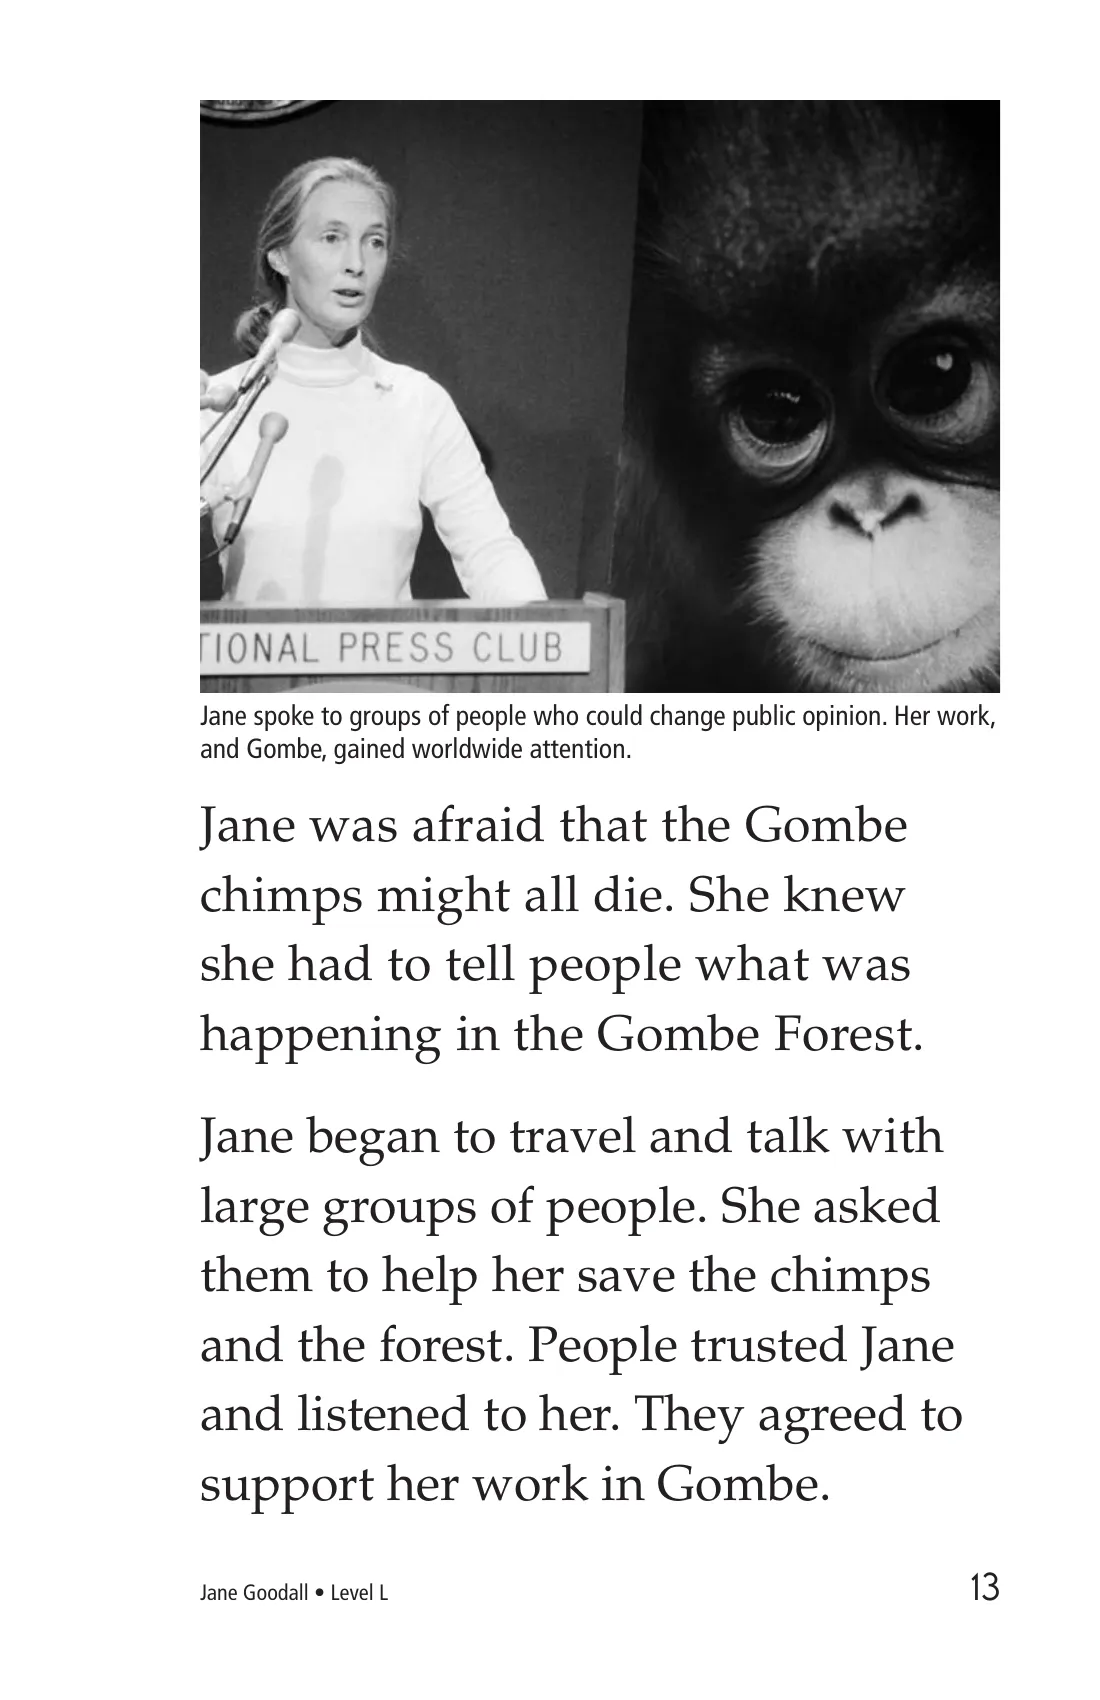 TIONAL PRESS CLUB
Jane spoke to groups of people who could change public opinion. Her work,
and Gombe, gained worldwide attention.
Jane was afraid that the Gombe
chimps might all die. She knew
she had to tell people what was
happening in the Gombe Forest.
Jane began to travel and talk with
large groups of people. She asked
them to help her save the chimps
and the forest. People trusted Jane
and listened to her. They agreed to
support her work in Gombe.
Jane Goodall • Level L
13